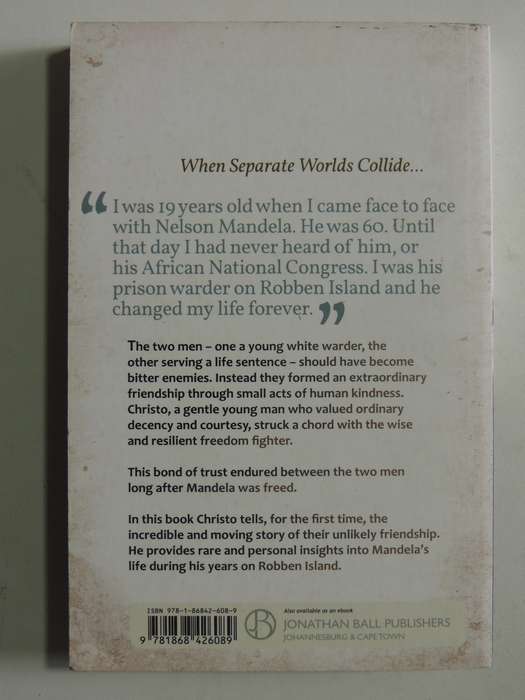 When Separate Worlds Collide...
“ I was 19 years old when I came face to face
with Nelson Mandela. He was 60. Until
that day I had never heard of him, or
his African National Congress. I was his
prison warder on Robben Island and he
changed my life forever. ”
The two men – one a young white warder, the
other serving a life sentence – should have become
bitter enemies. Instead they formed an extraordinary
friendship through small acts of human kindness.
Christo, a gentle young man who valued ordinary
decency and courtesy, struck a chord with the wise
and resilient freedom fighter.
This bond of trust endured between the two men
long after Mandela was freed.
In this book Christo tells, for the first time, the
incredible and moving story of their unlikely friendship.
He provides rare and personal insights into Mandela's
life during his years on Robben Island.
ISBN 978-1-86842-608-9
9 781868 426089
Also available as an ebook
JONATHAN BALL PUBLISHERS
JOHANNESBURG & CAPE TOWN